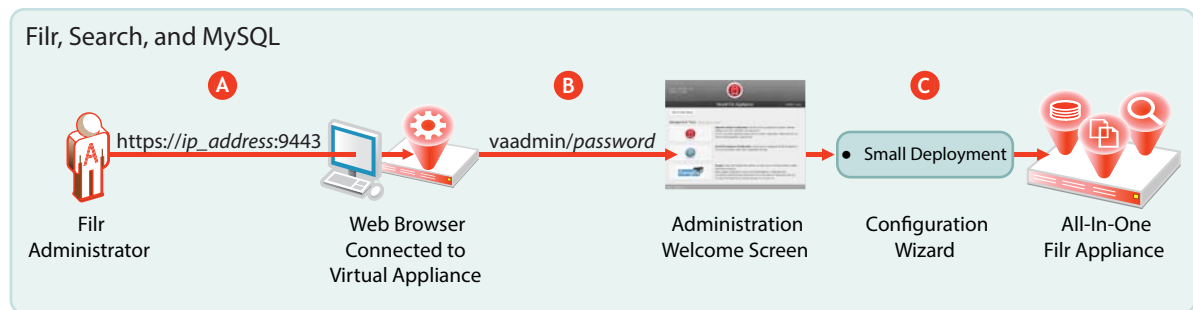 Filr, Search, and MySQL
A
B
C
https://ip_address:9443
vaadmin/password
• Small Deployment
A
Filr
Administrator
Web Browser
Connected to
Virtual Appliance
Administration
Welcome Screen
Configuration
Wizard
All-In-One
Filr Appliance